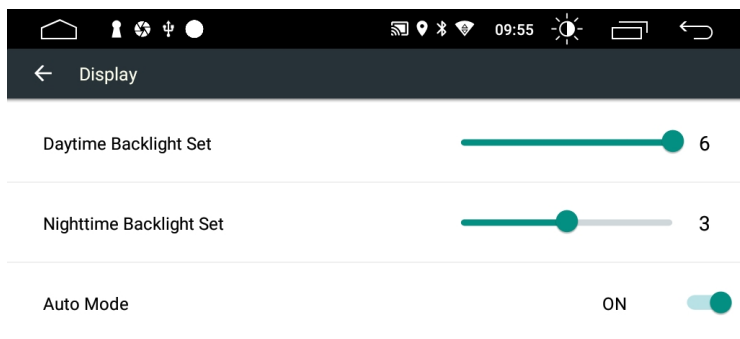 09:55
Display
Daytime Backlight Set 6
Nighttime Backlight Set 3
Auto Mode ON